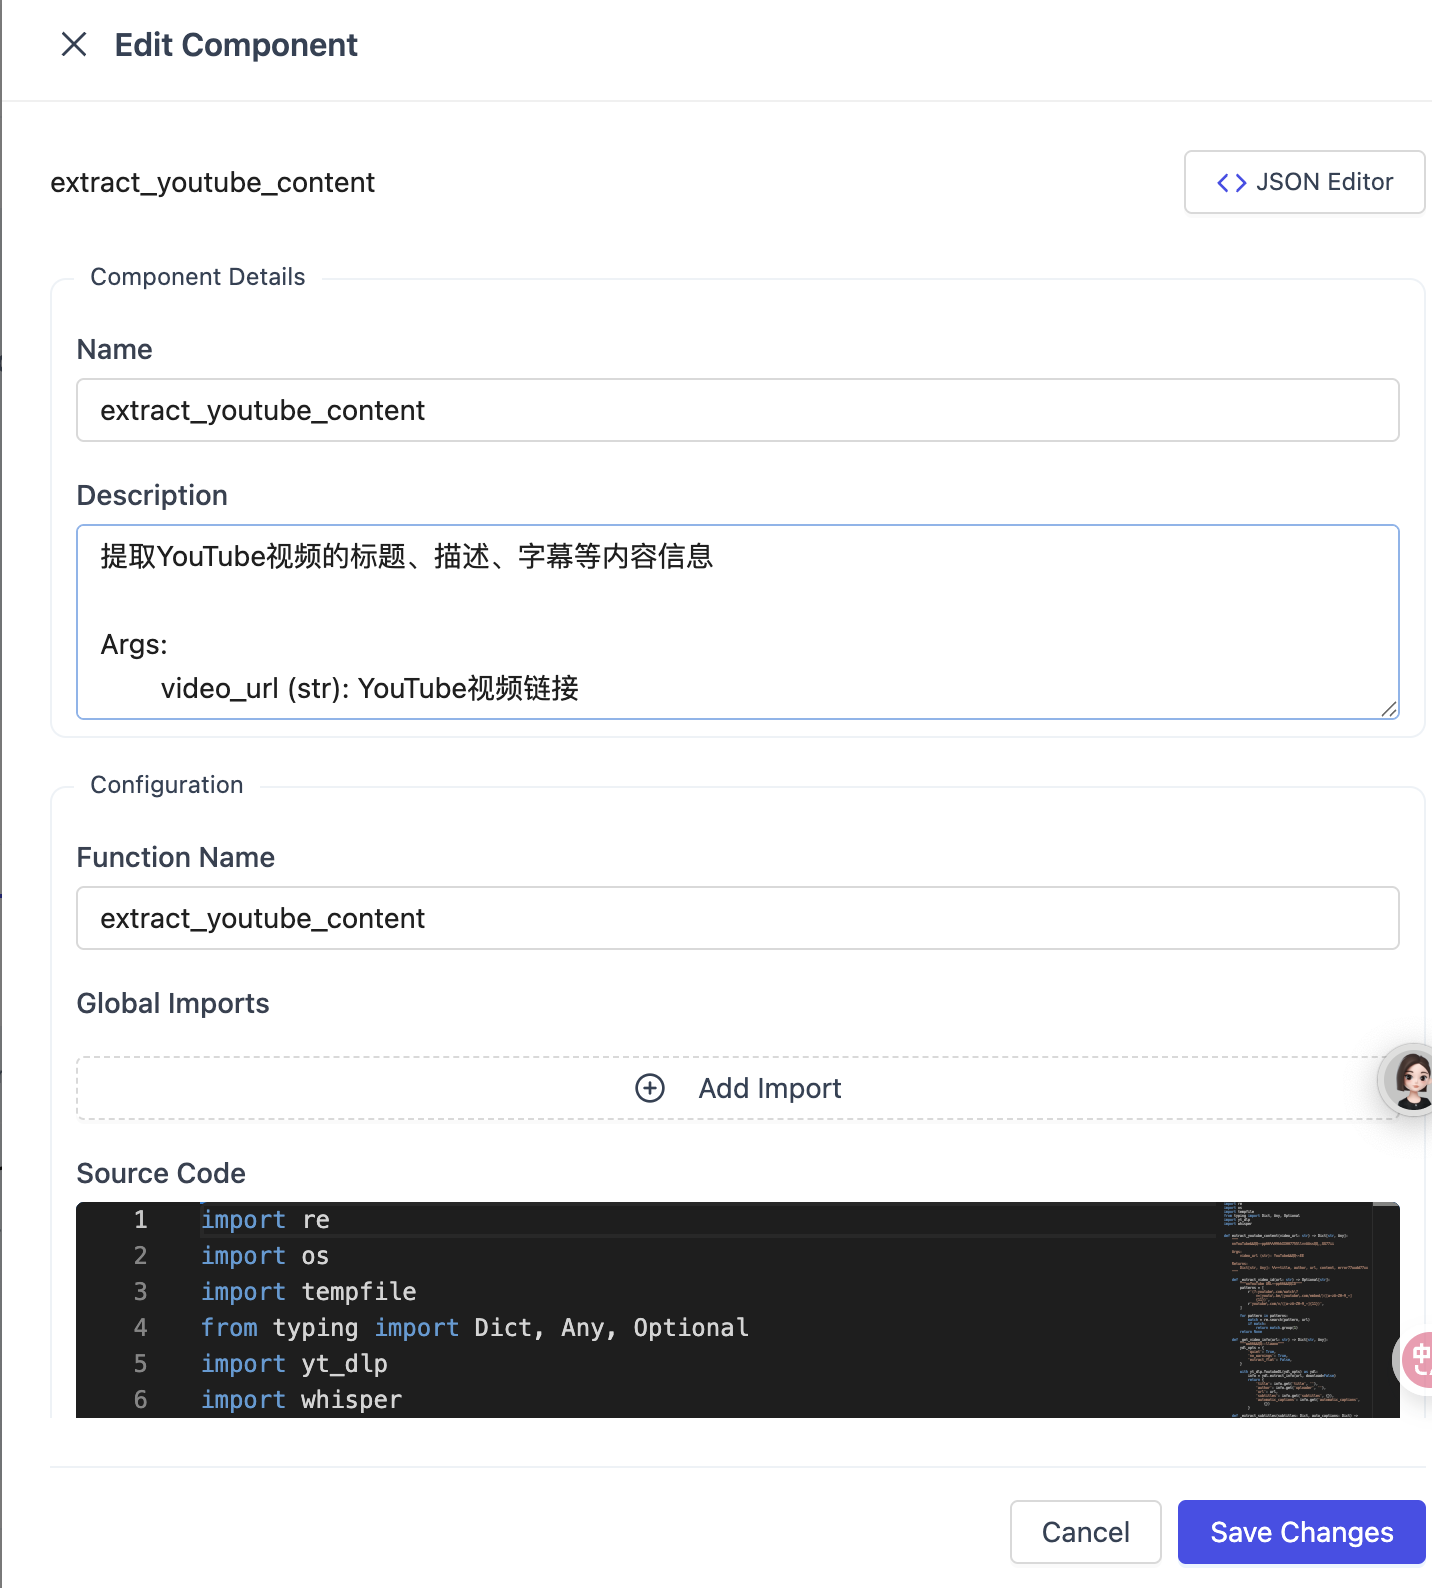 Edit Component
extract_youtube_content
<> JSON Editor
Component Details
Name
extract_youtube_content
Description
提取YouTube视频的标题、描述、字幕等内容信息
Args:
video_url (str): YouTube视频链接
Configuration
Function Name
extract_youtube_content
Global Imports
Add Import
Source Code
1 import re
2 import os
3 import tempfile
4 from typing import Dict, Any, Optional
5 import yt_dlp
6 import whisper
中
Cancel
Save Changes